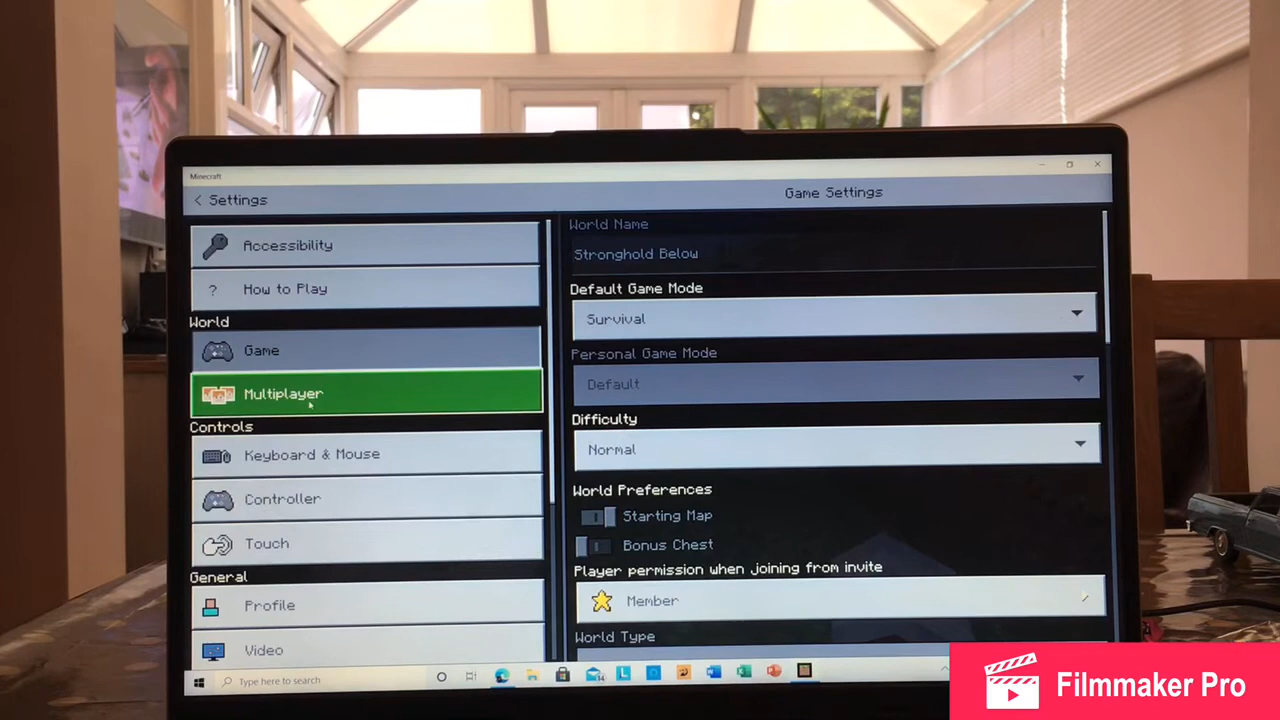 Minecraft
< Settings
Game Settings
Accessibility
? How to Play
World
Game
Multiplayer
Controls
Keyboard & Mouse
Controller
Touch
General
Profile
Video
World Name
Stronghold Below
Default Game Mode
Survival
Personal Game Mode
Default
Difficulty
Normal
World Preferences
Starting Map
Bonus Chest
Player permission when joining from invite
Member
World Type
Type here to search
Filmmaker Pro